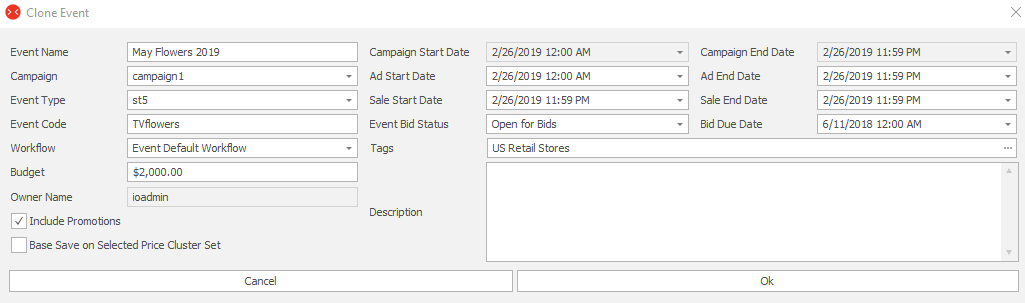 Clone Event
Event Name May Flowers 2019 Campaign Start Date 2/26/2019 12:00 AM Campaign End Date 2/26/2019 11:59 PM
Campaign campaign1 Ad Start Date 2/26/2019 12:00 AM Ad End Date 2/26/2019 11:59 PM
Event Type st5 Sale Start Date 2/26/2019 11:59 PM Sale End Date 2/26/2019 11:59 PM
Event Code TVflowers Event Bid Status Open for Bids Bid Due Date 6/11/2018 12:00 AM
Workflow Event Default Workflow Tags US Retail Stores ...
Budget $2,000.00
Owner Name ioadmin
Description
Include Promotions
Base Save on Selected Price Cluster Set
Cancel Ok